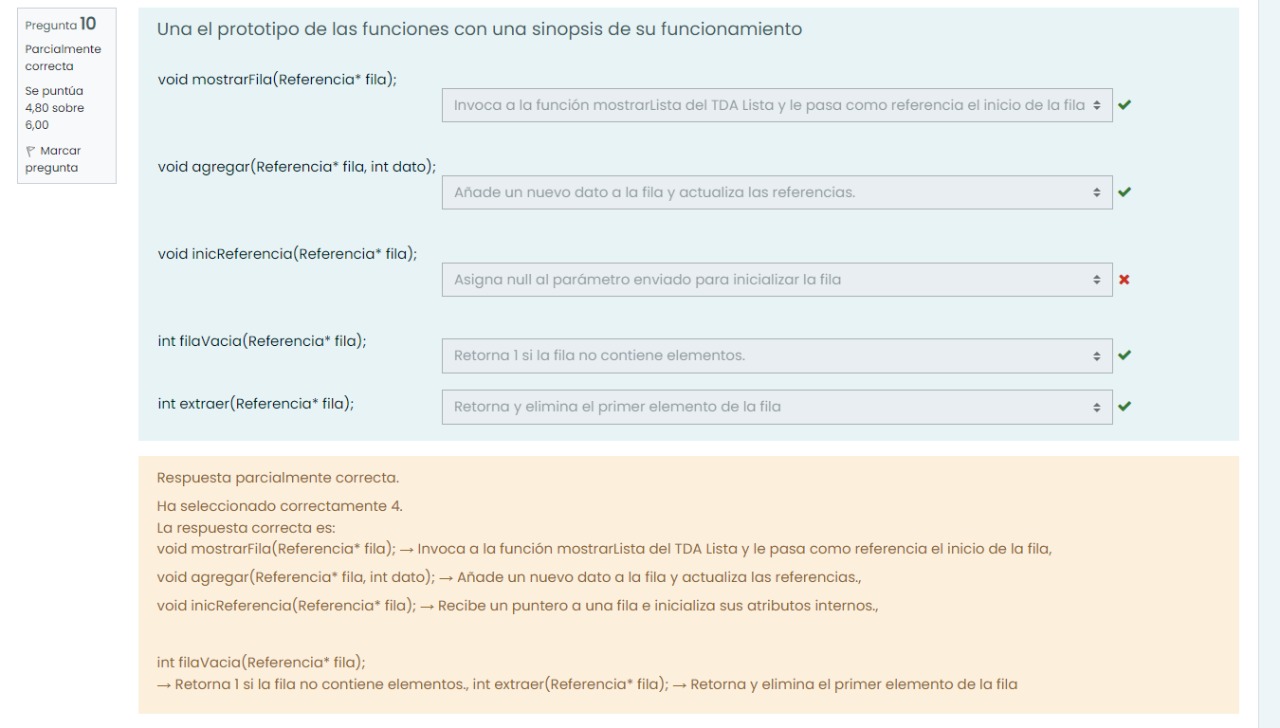 Pregunta 10
Parcialmente
correcta
Se puntúa
4,80 sobre
6,00
Marcar
pregunta
Una el prototipo de las funciones con una sinopsis de su funcionamiento
void mostrarFila(Referencia* fila);
Invoca a la función mostrarLista del TDA Lista y le pasa como referencia el inicio de la fila
void agregar(Referencia* fila, int dato);
Añade un nuevo dato a la fila y actualiza las referencias.
void inicReferencia(Referencia* fila);
Asigna null al parámetro enviado para inicializar la fila
int filaVacia(Referencia* fila);
Retorna 1 si la fila no contiene elementos.
int extraer(Referencia* fila);
Retorna y elimina el primer elemento de la fila
Respuesta parcialmente correcta.
Ha seleccionado correctamente 4.
La respuesta correcta es:
void mostrarFila(Referencia* fila); → Invoca a la función mostrarLista del TDA Lista y le pasa como referencia el inicio de la fila,
void agregar(Referencia* fila, int dato); → Añade un nuevo dato a la fila y actualiza las referencias.,
void inicReferencia(Referencia* fila); → Recibe un puntero a una fila e inicializa sus atributos internos.,
int filaVacia(Referencia* fila);
→ Retorna 1 si la fila no contiene elementos., int extraer(Referencia* fila); → Retorna y elimina el primer elemento de la fila